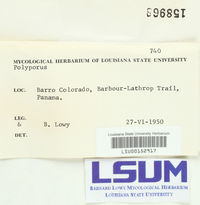 158963
740
MYCOLOGICAL HERBARIUM OF LOUISIANA STATE UNIVERSITY
Polyporus
LOC. Barro Colorado, Barbour-Lathrop Trail,
Panama.
LEG.
& B. Lowy 27-VI-1950
DET.
Louisiana State University Herbarium
LSU00152917
LSUM
BERNARD LOWY MYCOLOGICAL HERBARIUM
LOUISIANA STATE UNIVERSITY